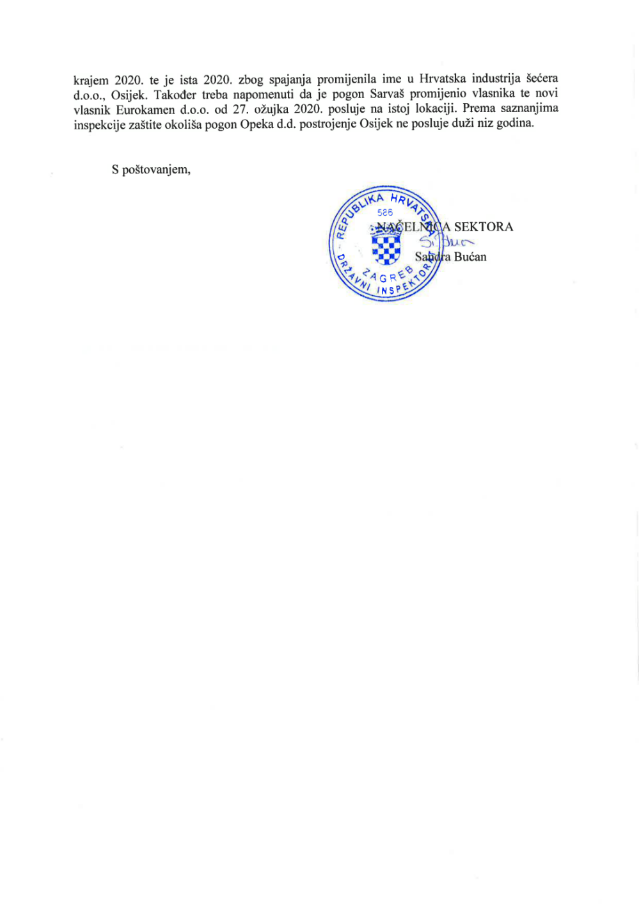 krajem 2020. te je ista 2020. zbog spajanja promijenila ime u Hrvatska industrija šećera
d.o.o., Osijek. Također treba napomenuti da je pogon Sarvaš promijenio vlasnika te novi
vlasnik Eurokamen d.o.o. od 27. ožujka 2020. posluje na istoj lokaciji. Prema saznanjima
inspekcije zaštite okoliša pogon Opeka d.d. postrojenje Osijek ne posluje duži niz godina.
S poštovanjem,
REPUBLIKA HRVATSKA
586
NAČELNICA SEKTORA
Sandra Bućan
ZAGREB
DRŽAVNI INSPEKTORAT